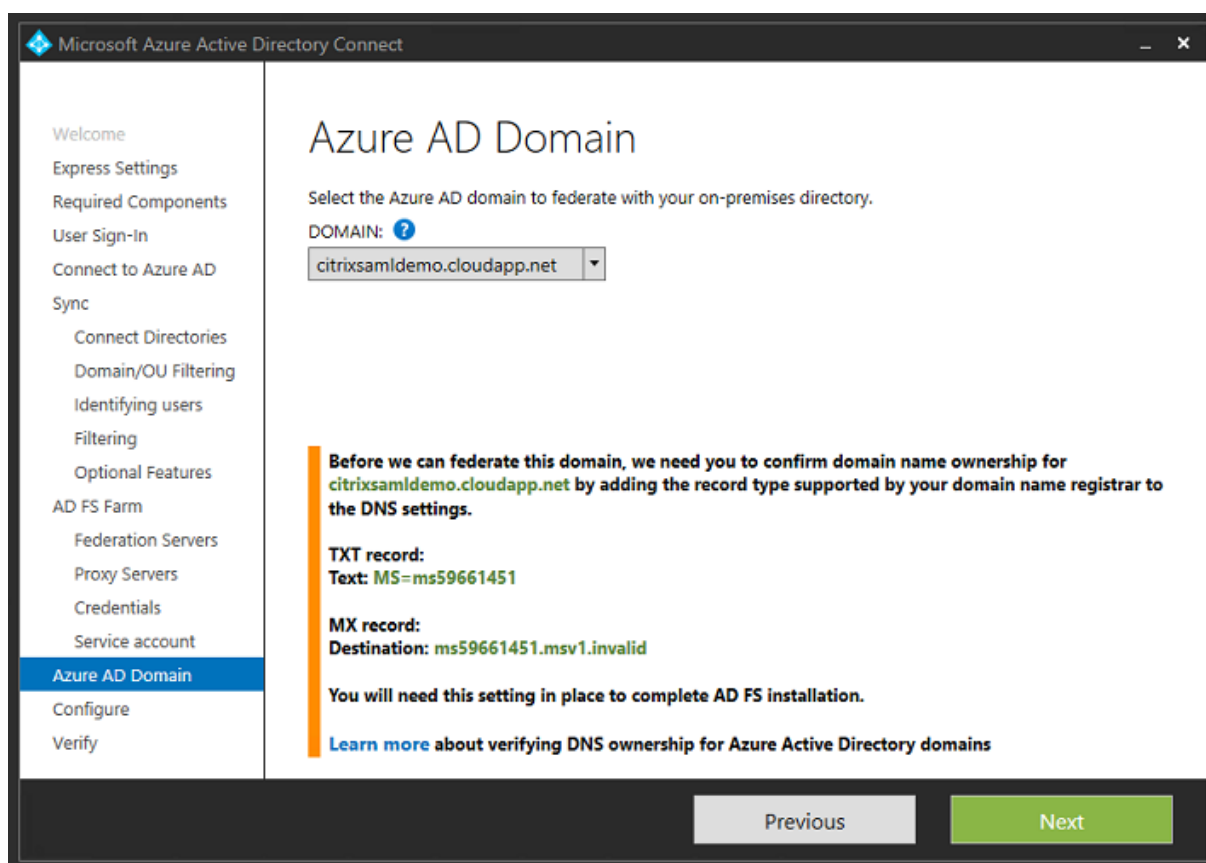 Microsoft Azure Active Directory Connect
Welcome
Express Settings
Required Components
User Sign-In
Connect to Azure AD
Sync
Connect Directories
Domain/OU Filtering
Identifying users
Filtering
Optional Features
AD FS Farm
Federation Servers
Proxy Servers
Credentials
Service account
Azure AD Domain
Configure
Verify
Azure AD Domain
Select the Azure AD domain to federate with your on-premises directory.
DOMAIN: ?
citrixsamldemo.cloudapp.net
Before we can federate this domain, we need you to confirm domain name ownership for
citrixsamldemo.cloudapp.net by adding the record type supported by your domain name registrar to
the DNS settings.
TXT record:
Text: MS=ms59661451
MX record:
Destination: ms59661451.msv1.invalid
You will need this setting in place to complete AD FS installation.
Learn more about verifying DNS ownership for Azure Active Directory domains
Previous
Next